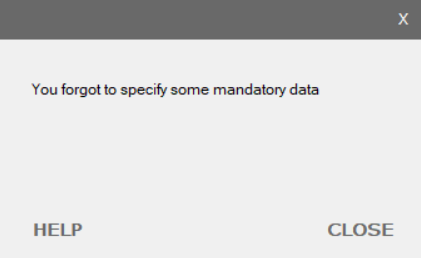 X
You forgot to specify some mandatory data
HELP CLOSE